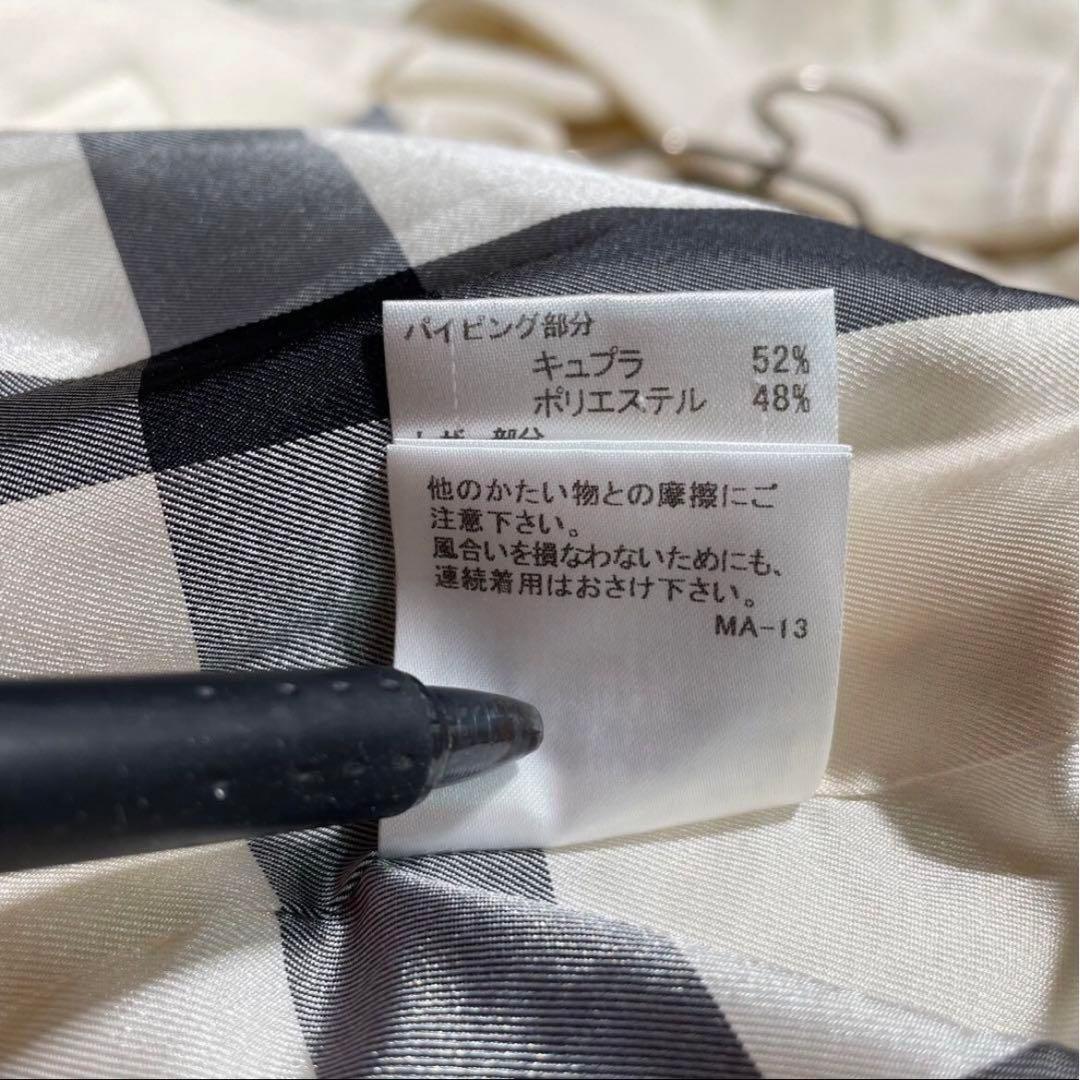 パイピング部分
キュプラ 52%
ポリエステル 48%
部分
他のかたい物との摩擦にご
注意下さい。
風合いを損なわないためにも、
連続着用はおさけ下さい。
MA-13